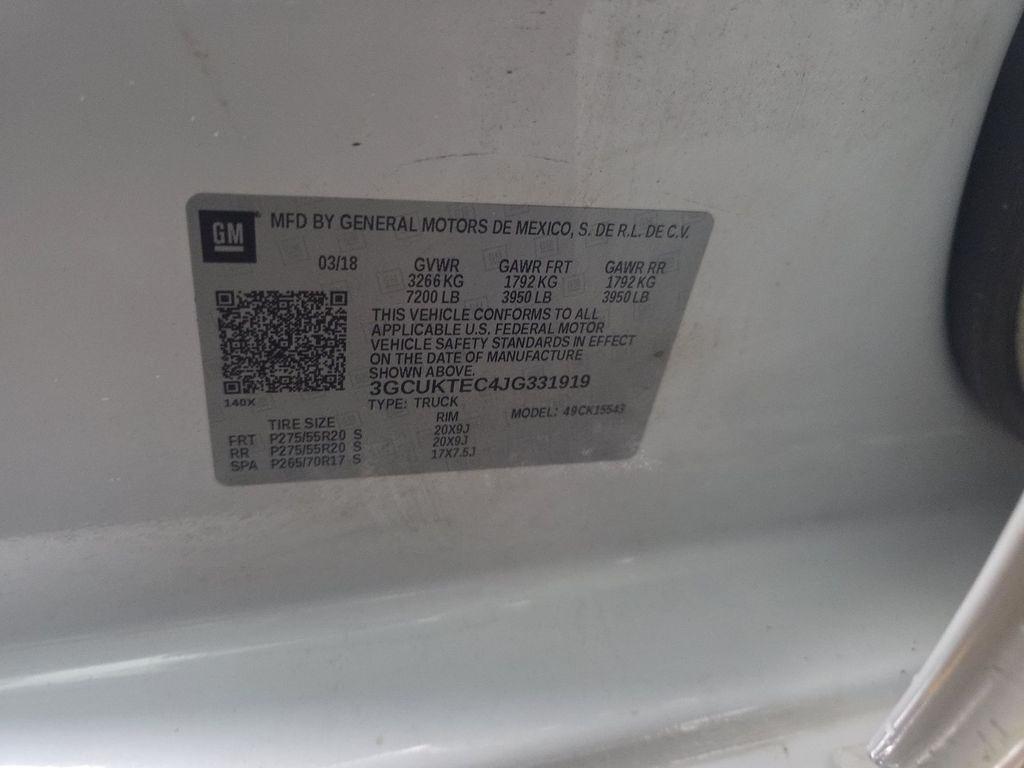 GM MFD BY GENERAL MOTORS DE MEXICO, S. DE R.L. DE C.V.
03/18 GVWR GAWR FRT GAWR RR
3266 KG 1792 KG 1792 KG
7200 LB 3950 LB 3950 LB
THIS VEHICLE CONFORMS TO ALL
APPLICABLE U.S. FEDERAL MOTOR
VEHICLE SAFETY STANDARDS IN EFFECT
ON THE DATE OF MANUFACTURE
SHOWN ABOVE.
3GCUKTEC4JG331919
140X TYPE: TRUCK MODEL: 49CK15543
TIRE SIZE RIM
FRT P275/55R20 S 20X9J
RR P275/55R20 S 20X9J
SPA P265/70R17 S 17X7.5J